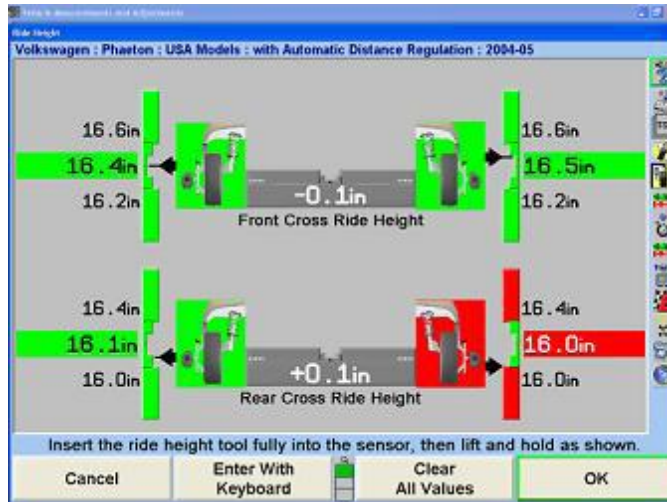 Ride Height
Volkswagen : Phaeton : USA Models : with Automatic Distance Regulation : 2004-05
16.6in 16.6in
16.4in 16.5in
16.2in 16.2in
-0.1in
Front Cross Ride Height
16.4in 16.4in
16.1in 16.0in
16.0in 16.0in
+0.1in
Rear Cross Ride Height
Insert the ride height tool fully into the sensor, then lift and hold as shown.
Cancel
Enter With
Keyboard
Clear
All Values
OK